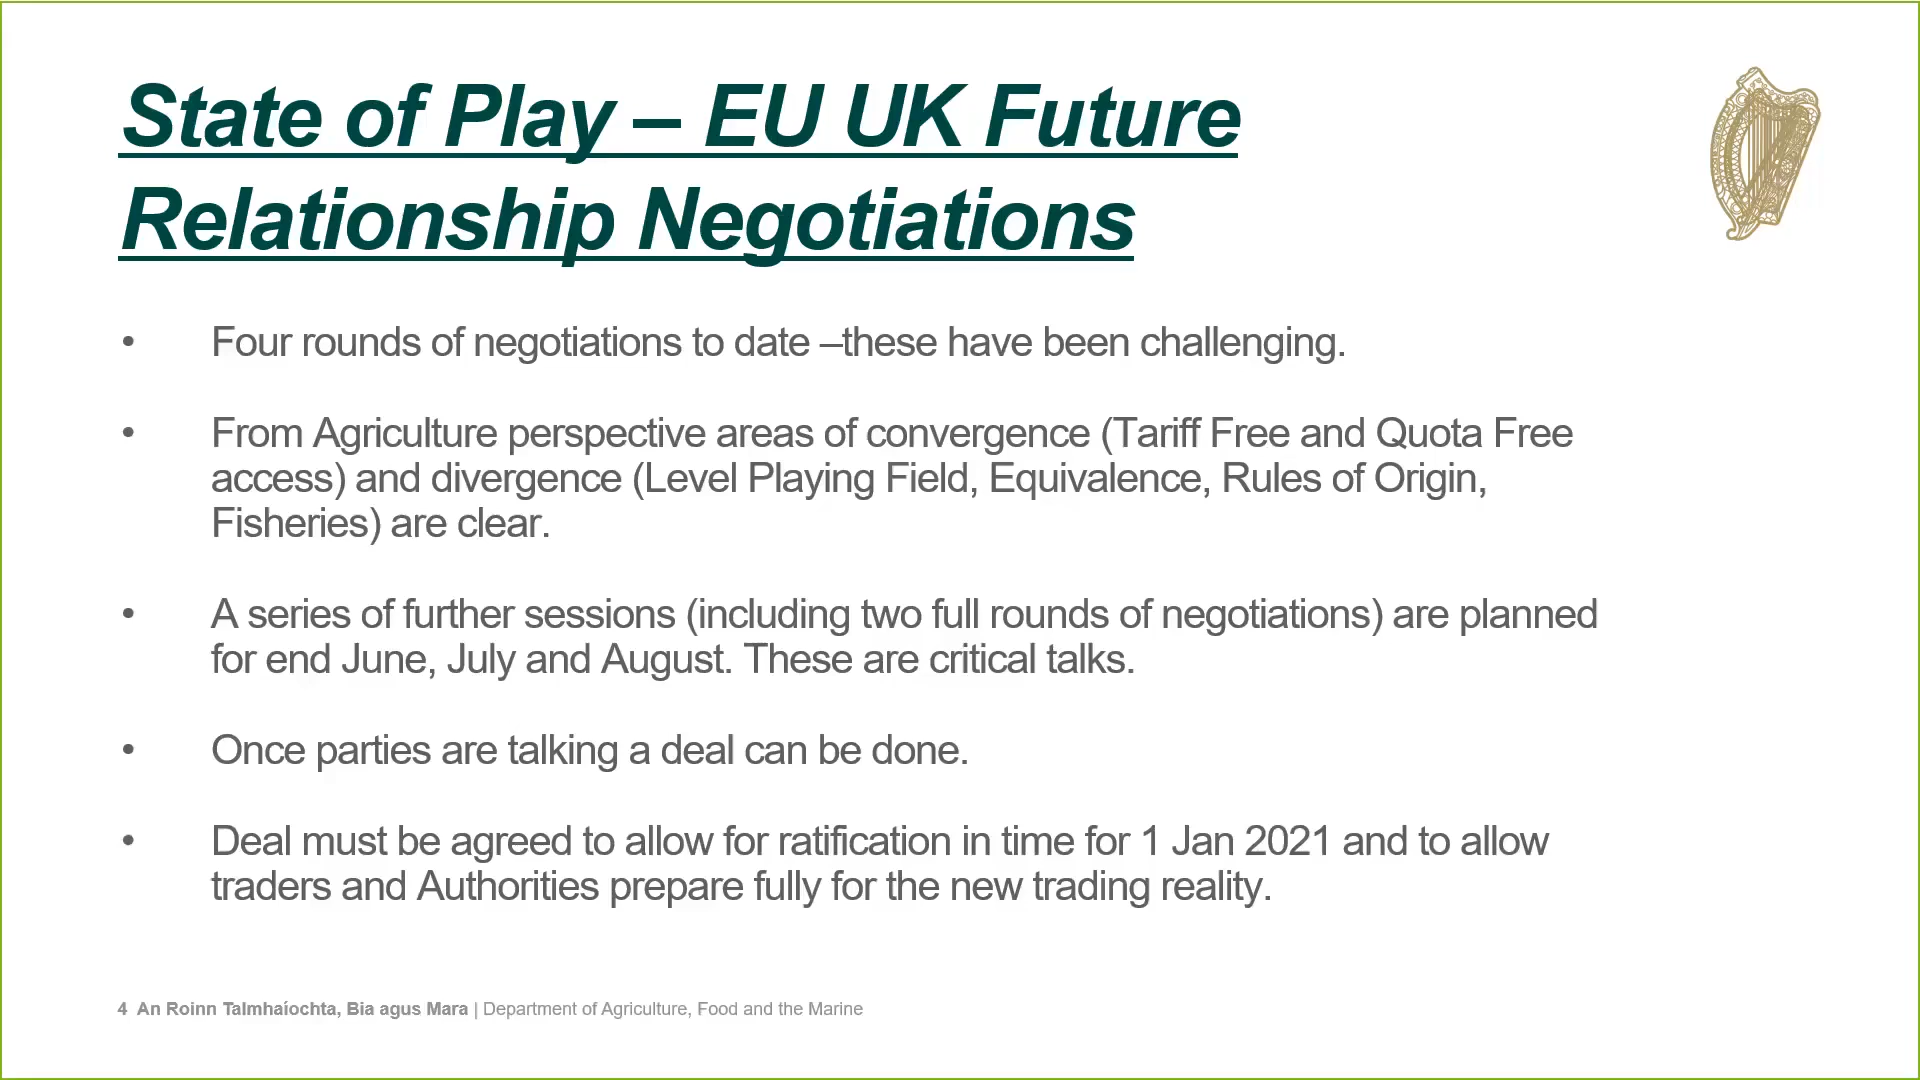 State of Play – EU UK Future
Relationship Negotiations
• Four rounds of negotiations to date –these have been challenging.
• From Agriculture perspective areas of convergence (Tariff Free and Quota Free
access) and divergence (Level Playing Field, Equivalence, Rules of Origin,
Fisheries) are clear.
• A series of further sessions (including two full rounds of negotiations) are planned
for end June, July and August. These are critical talks.
• Once parties are talking a deal can be done.
• Deal must be agreed to allow for ratification in time for 1 Jan 2021 and to allow
traders and Authorities prepare fully for the new trading reality.
4 An Roinn Talmhaíochta, Bia agus Mara | Department of Agriculture, Food and the Marine